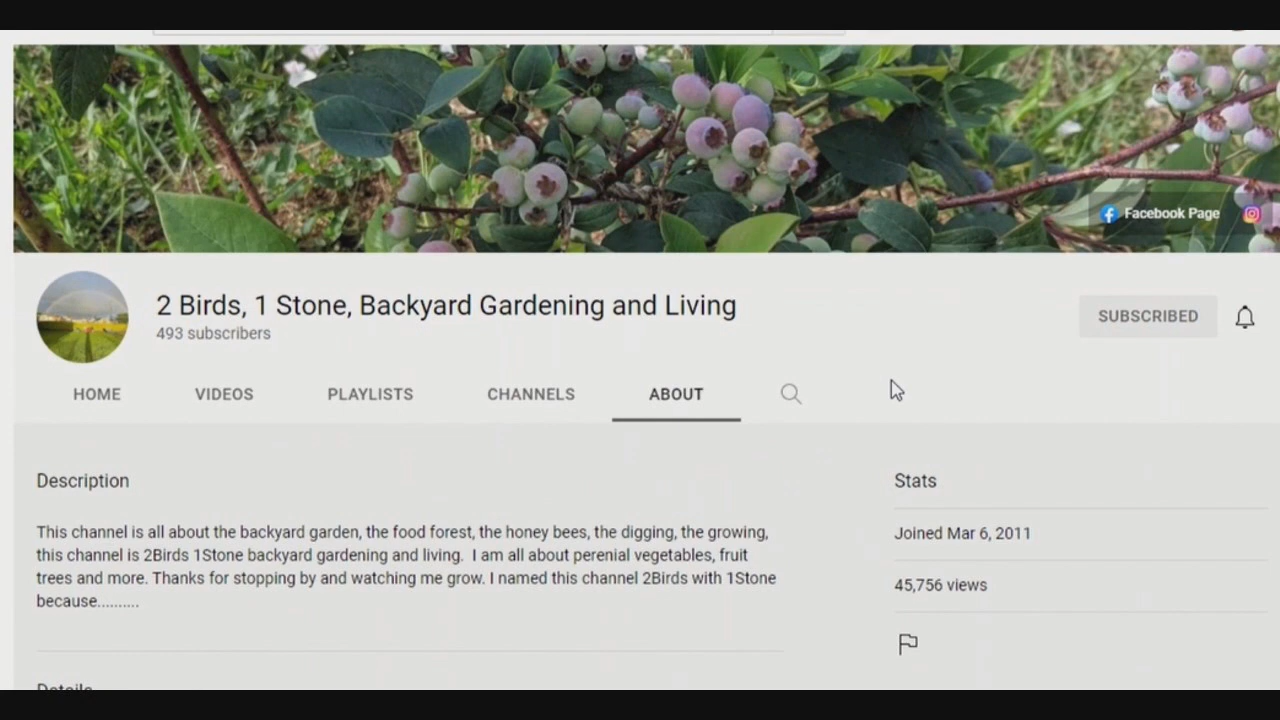 Facebook Page
2 Birds, 1 Stone, Backyard Gardening and Living
493 subscribers
SUBSCRIBED
HOME VIDEOS PLAYLISTS CHANNELS ABOUT
Description
This channel is all about the backyard garden, the food forest, the honey bees, the digging, the growing,
this channel is 2Birds 1Stone backyard gardening and living. I am all about perenial vegetables, fruit
trees and more. Thanks for stopping by and watching me grow. I named this channel 2Birds with 1Stone
because..........
Stats
Joined Mar 6, 2011
45,756 views
Details